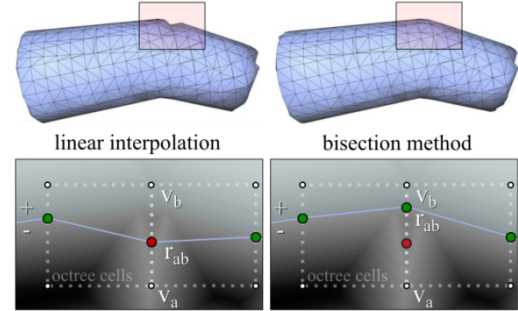 linear interpolation
bisection method
+
-
v_b
r_ab
octree cells
v_a
+
-
v_b
r_ab
octree cells
v_a